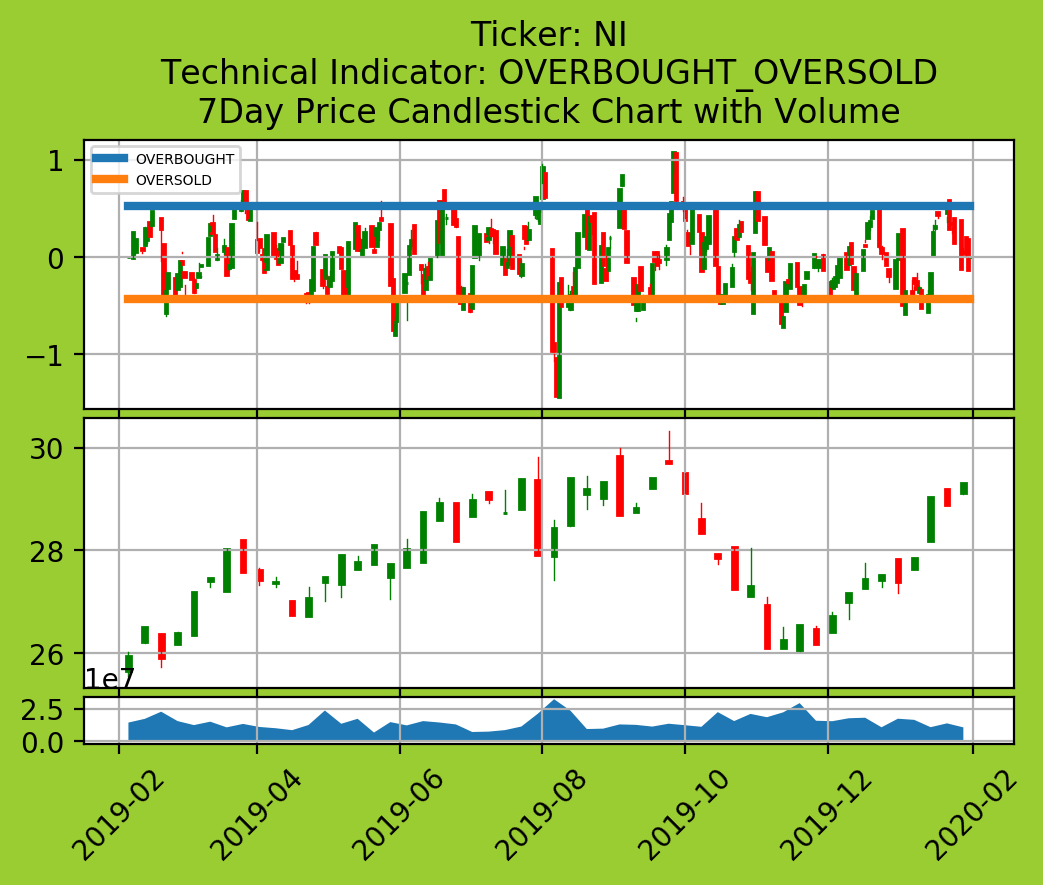 Ticker: NI
Technical Indicator: OVERBOUGHT_OVERSOLD
7Day Price Candlestick Chart with Volume
OVERBOUGHT
OVERSOLD
1
0
−1
30
28
26
1e7
2.5
0.0
2019-02
2019-04
2019-06
2019-08
2019-10
2019-12
2020-02